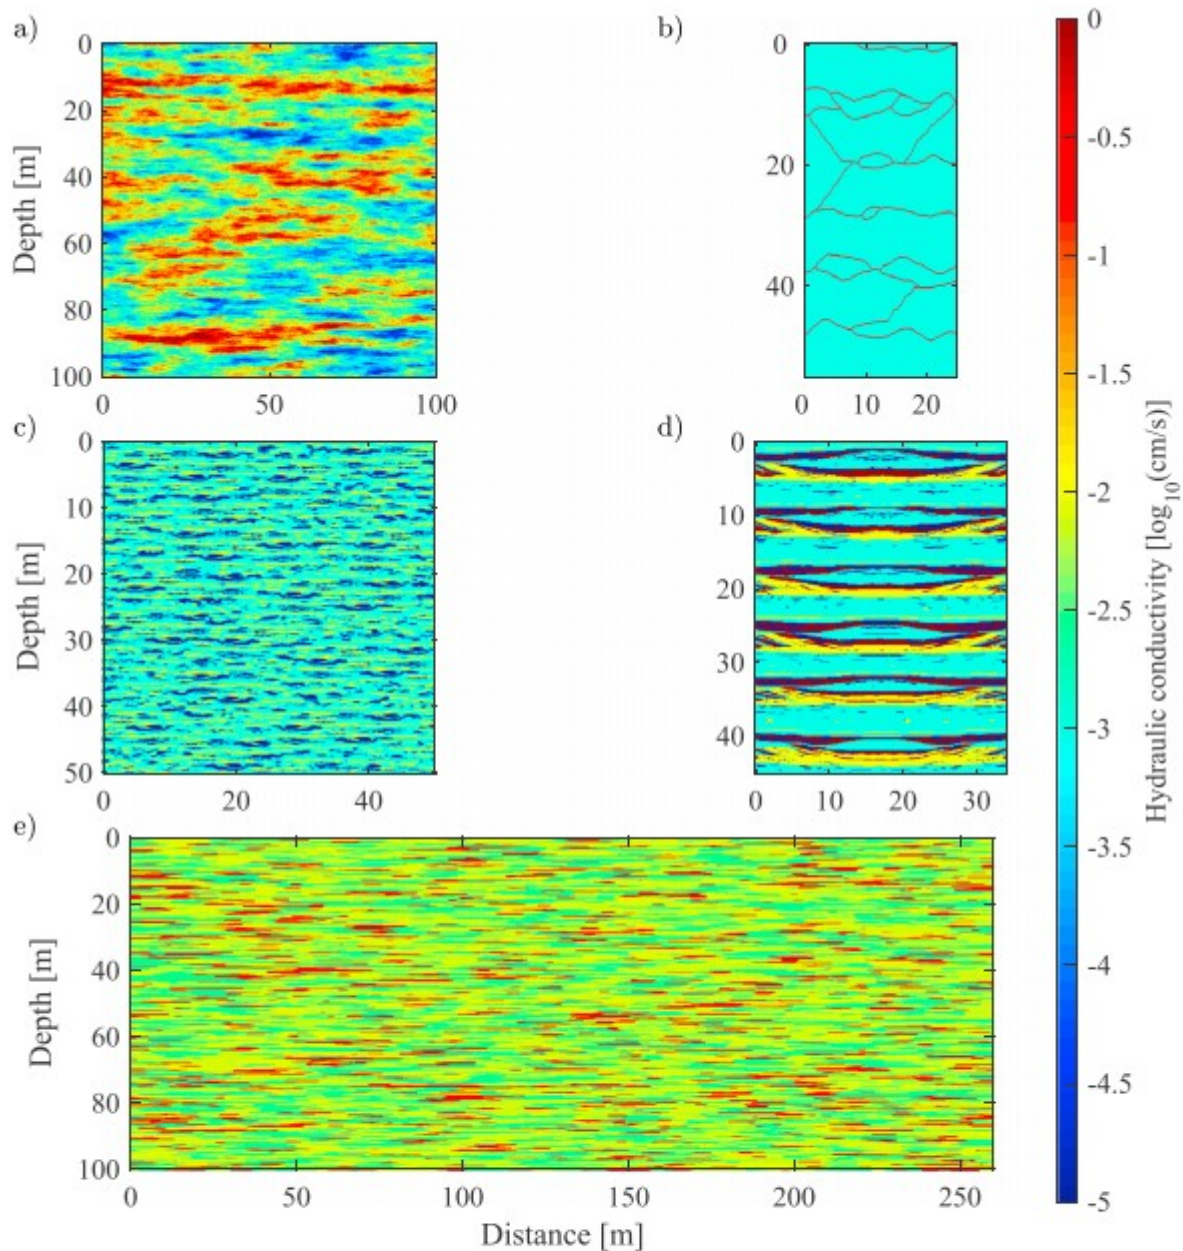 a)
0
20
40
60
80
100
0 50 100
Depth [m]
b)
0
20
40
0 10 20
c)
0
10
20
30
40
50
0 20 40
Depth [m]
d)
0
10
20
30
40
0 10 20 30
e)
0
20
40
60
80
100
0 50 100 150 200 250
Depth [m]
Distance [m]
0
-0.5
-1
-1.5
-2
-2.5
-3
-3.5
-4
-4.5
-5
Hydraulic conductivity [log10(cm/s)]